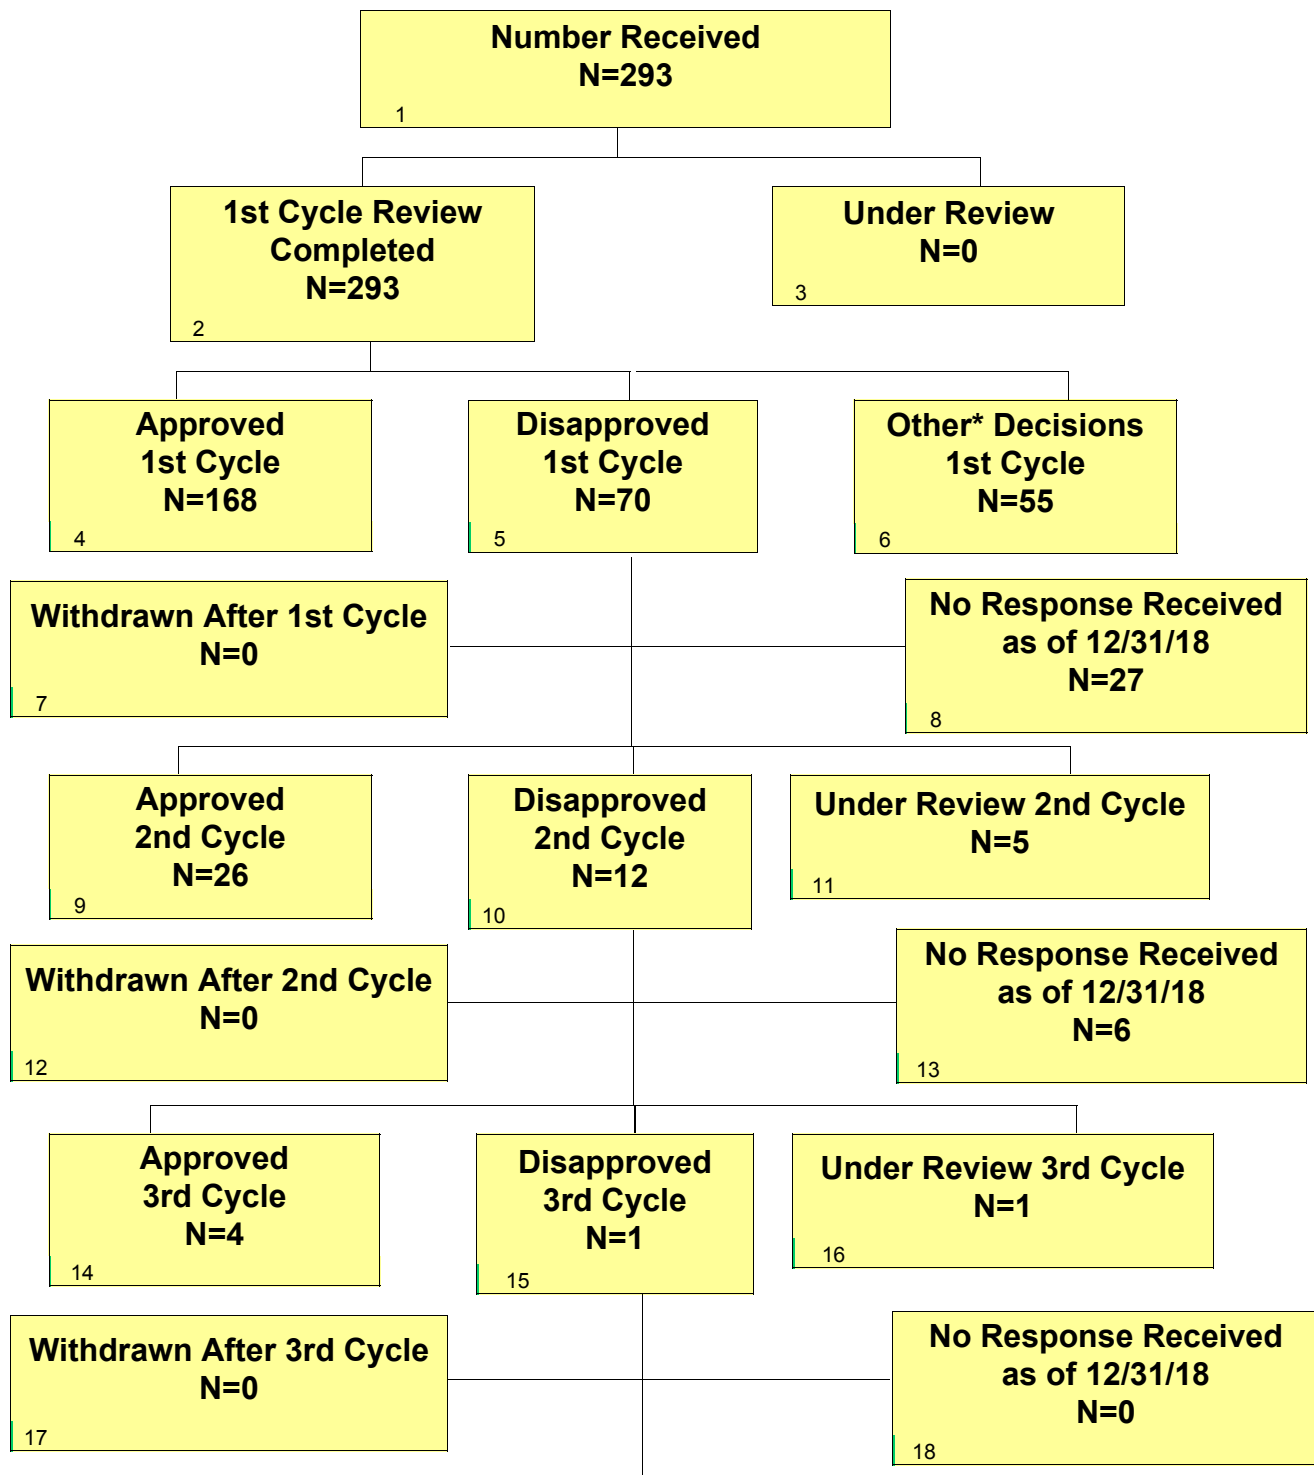 Number Received
N=293
1
1st Cycle Review
Completed
N=293
2
Under Review
N=0
3
Approved
1st Cycle
N=168
4
Disapproved
1st Cycle
N=70
5
Other* Decisions
1st Cycle
N=55
6
Withdrawn After 1st Cycle
N=0
7
No Response Received
as of 12/31/18
N=27
8
Approved
2nd Cycle
N=26
9
Disapproved
2nd Cycle
N=12
10
Under Review 2nd Cycle
N=5
11
Withdrawn After 2nd Cycle
N=0
12
No Response Received
as of 12/31/18
N=6
13
Approved
3rd Cycle
N=4
14
Disapproved
3rd Cycle
N=1
15
Under Review 3rd Cycle
N=1
16
Withdrawn After 3rd Cycle
N=0
17
No Response Received
as of 12/31/18
N=0
18